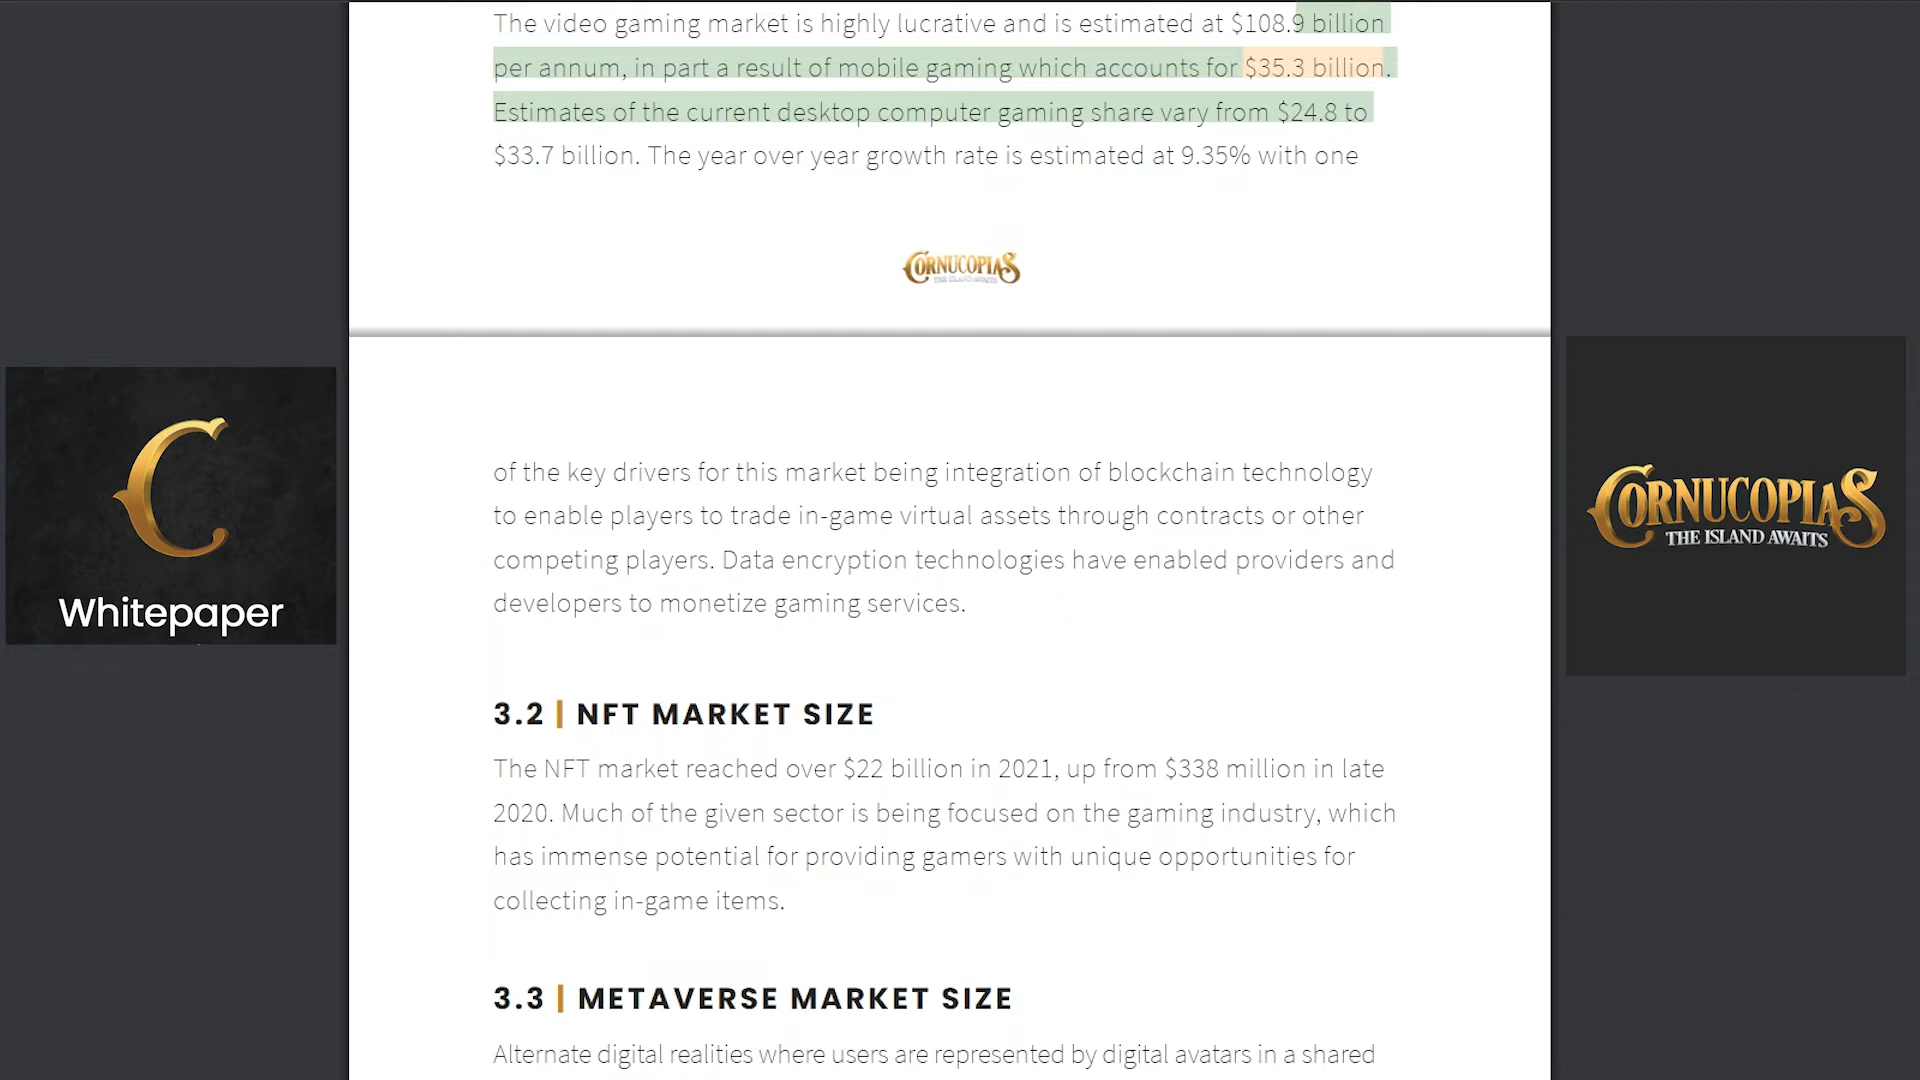 The video gaming market is highly lucrative and is estimated at $108.9 billion
per annum, in part a result of mobile gaming which accounts for $35.3 billion.
Estimates of the current desktop computer gaming share vary from $24.8 to
$33.7 billion. The year over year growth rate is estimated at 9.35% with one
CORNUCOPIAS
THE ISLAND AWAITS
of the key drivers for this market being integration of blockchain technology
to enable players to trade in-game virtual assets through contracts or other
competing players. Data encryption technologies have enabled providers and
developers to monetize gaming services.
3.2 | NFT MARKET SIZE
The NFT market reached over $22 billion in 2021, up from $338 million in late
2020. Much of the given sector is being focused on the gaming industry, which
has immense potential for providing gamers with unique opportunities for
collecting in-game items.
3.3 | METAVERSE MARKET SIZE
Alternate digital realities where users are represented by digital avatars in a shared
C
Whitepaper
CORNUCOPIAS
THE ISLAND AWAITS